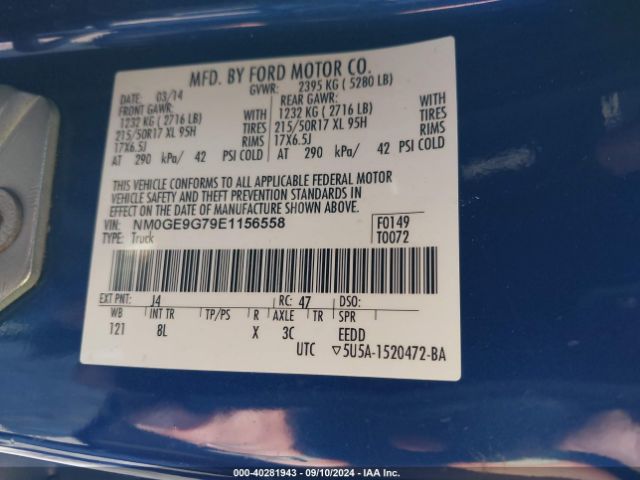 MFD. BY FORD MOTOR CO.
DATE: 03/14 GVWR: 2395 KG ( 5280 LB)
FRONT GAWR: REAR GAWR:
1232 KG ( 2716 LB) WITH 1232 KG ( 2716 LB) WITH
215/50R17 XL 95H TIRES 215/50R17 XL 95H TIRES
17X6.5J RIMS 17X6.5J RIMS
AT 290 kPa/ 42 PSI COLD AT 290 kPa/ 42 PSI COLD
THIS VEHICLE CONFORMS TO ALL APPLICABLE FEDERAL MOTOR
VEHICLE SAFETY AND THEFT PREVENTION STANDARDS IN
EFFECT ON THE DATE OF MANUFACTURE SHOWN ABOVE.
VIN: NM0GE9G79E1156558 F0149
TYPE: Truck T0072
EXT PNT: J4 RC: 47 DSO:
WB INT TR TP/PS R AXLE TR SPR
121 8L X 3C EEDD
UTC ▽5U5A-1520472-BA
000-40281943 - 09/10/2024 - IAA Inc.